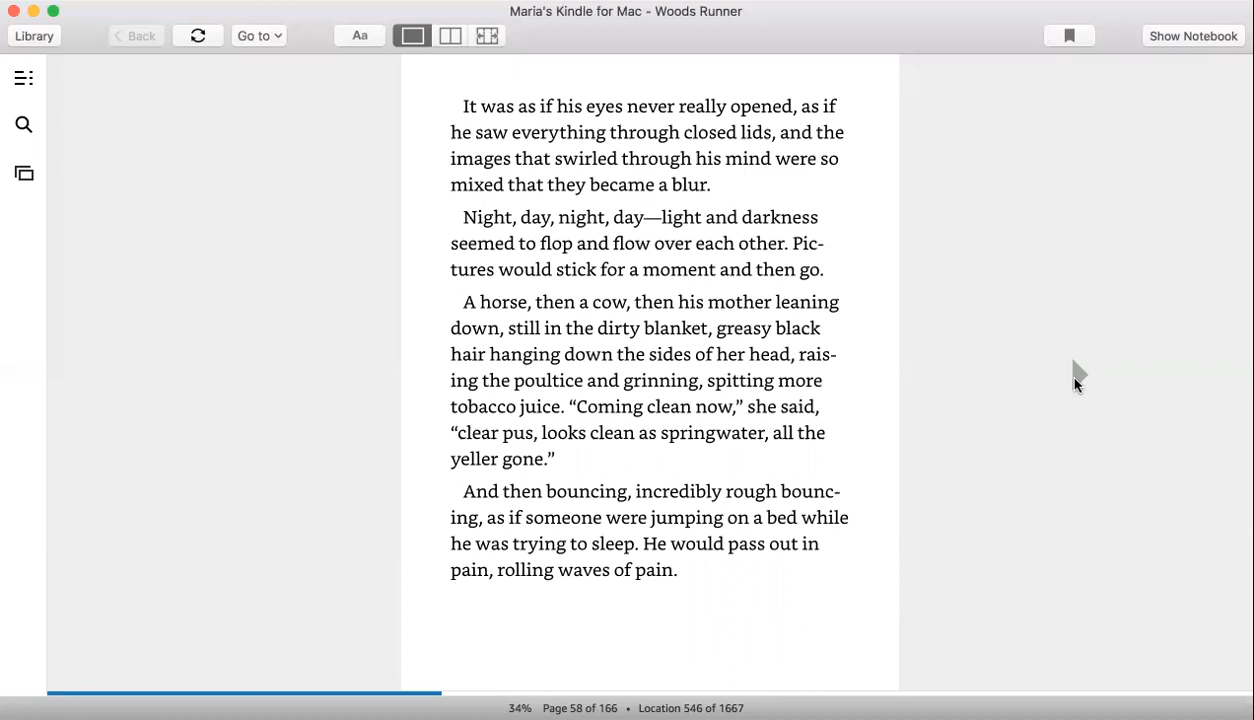 Maria's Kindle for Mac - Woods Runner
Library
< Back
Go to
Aa
Show Notebook
It was as if his eyes never really opened, as if
he saw everything through closed lids, and the
images that swirled through his mind were so
mixed that they became a blur.
Night, day, night, day—light and darkness
seemed to flop and flow over each other. Pic-
tures would stick for a moment and then go.
A horse, then a cow, then his mother leaning
down, still in the dirty blanket, greasy black
hair hanging down the sides of her head, rais-
ing the poultice and grinning, spitting more
tobacco juice. “Coming clean now,” she said,
“clear pus, looks clean as springwater, all the
yeller gone.”
And then bouncing, incredibly rough bounc-
ing, as if someone were jumping on a bed while
he was trying to sleep. He would pass out in
pain, rolling waves of pain.
34% Page 58 of 166 • Location 546 of 1667